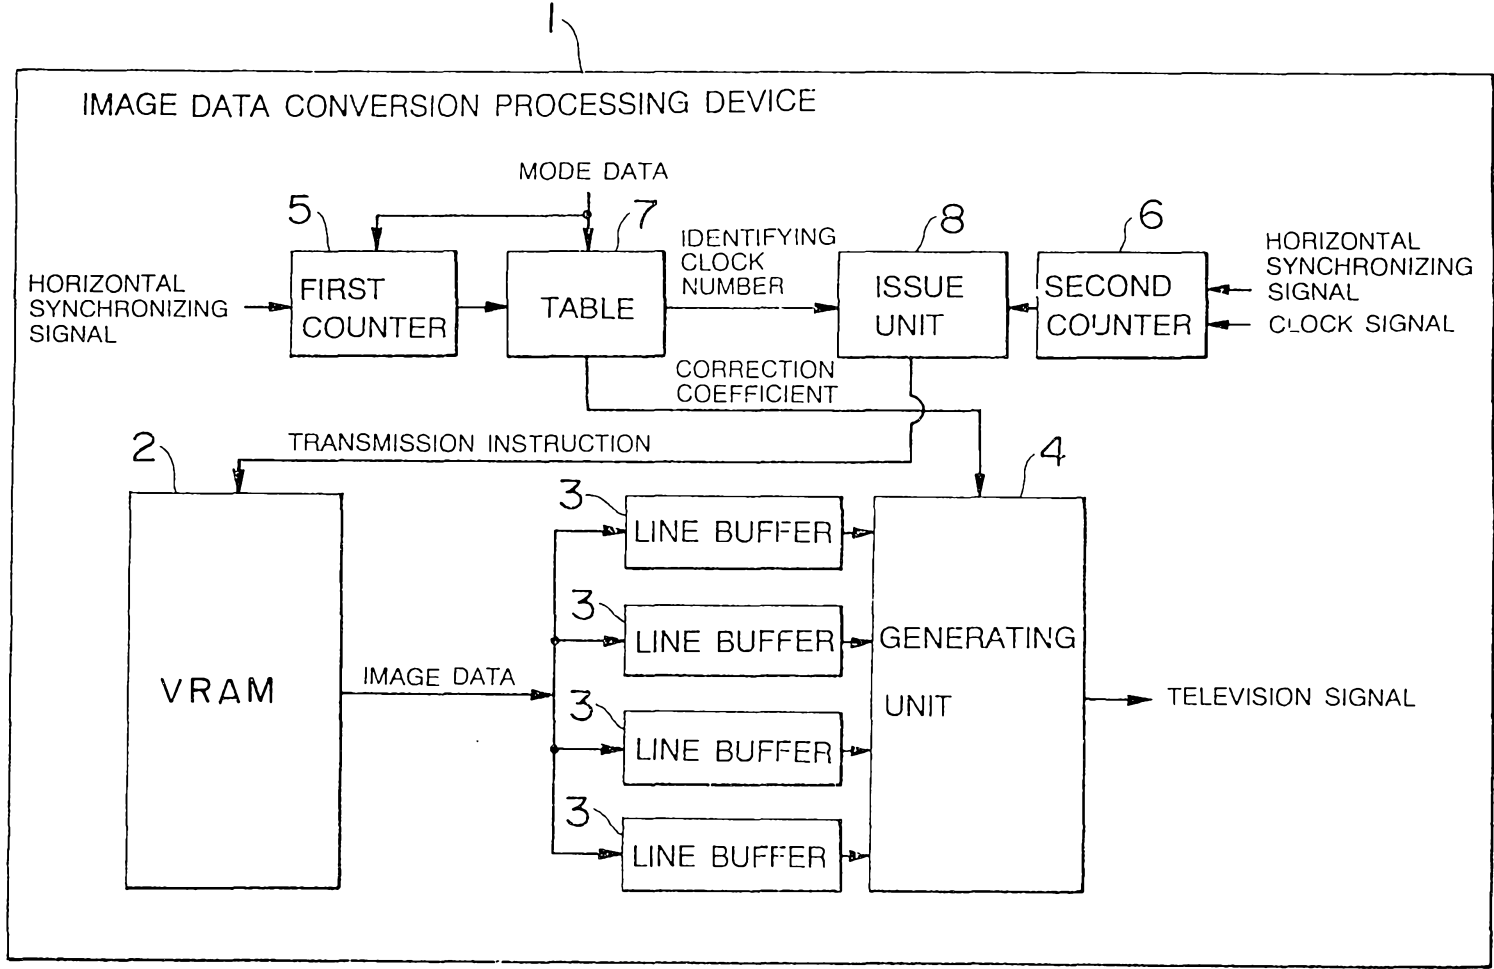 1
IMAGE DATA CONVERSION PROCESSING DEVICE
MODE DATA
5
7
8
6
IDENTIFYING
CLOCK
NUMBER
HORIZONTAL
SYNCHRONIZING
SIGNAL
HORIZONTAL
SYNCHRONIZING
SIGNAL
CLOCK SIGNAL
FIRST
COUNTER
TABLE
ISSUE
UNIT
SECOND
COUNTER
CORRECTION
COEFFICIENT
TRANSMISSION INSTRUCTION
2
4
3
LINE BUFFER
3
LINE BUFFER
GENERATING
UNIT
VRAM
IMAGE DATA
3
LINE BUFFER
TELEVISION SIGNAL
3
LINE BUFFER